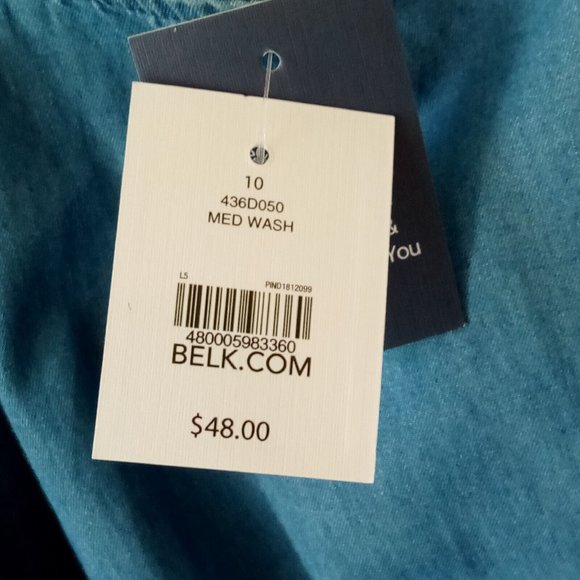 10
436D050
MED WASH
L5 PIND1812099
480005983360
BELK.COM
$48.00
&
You